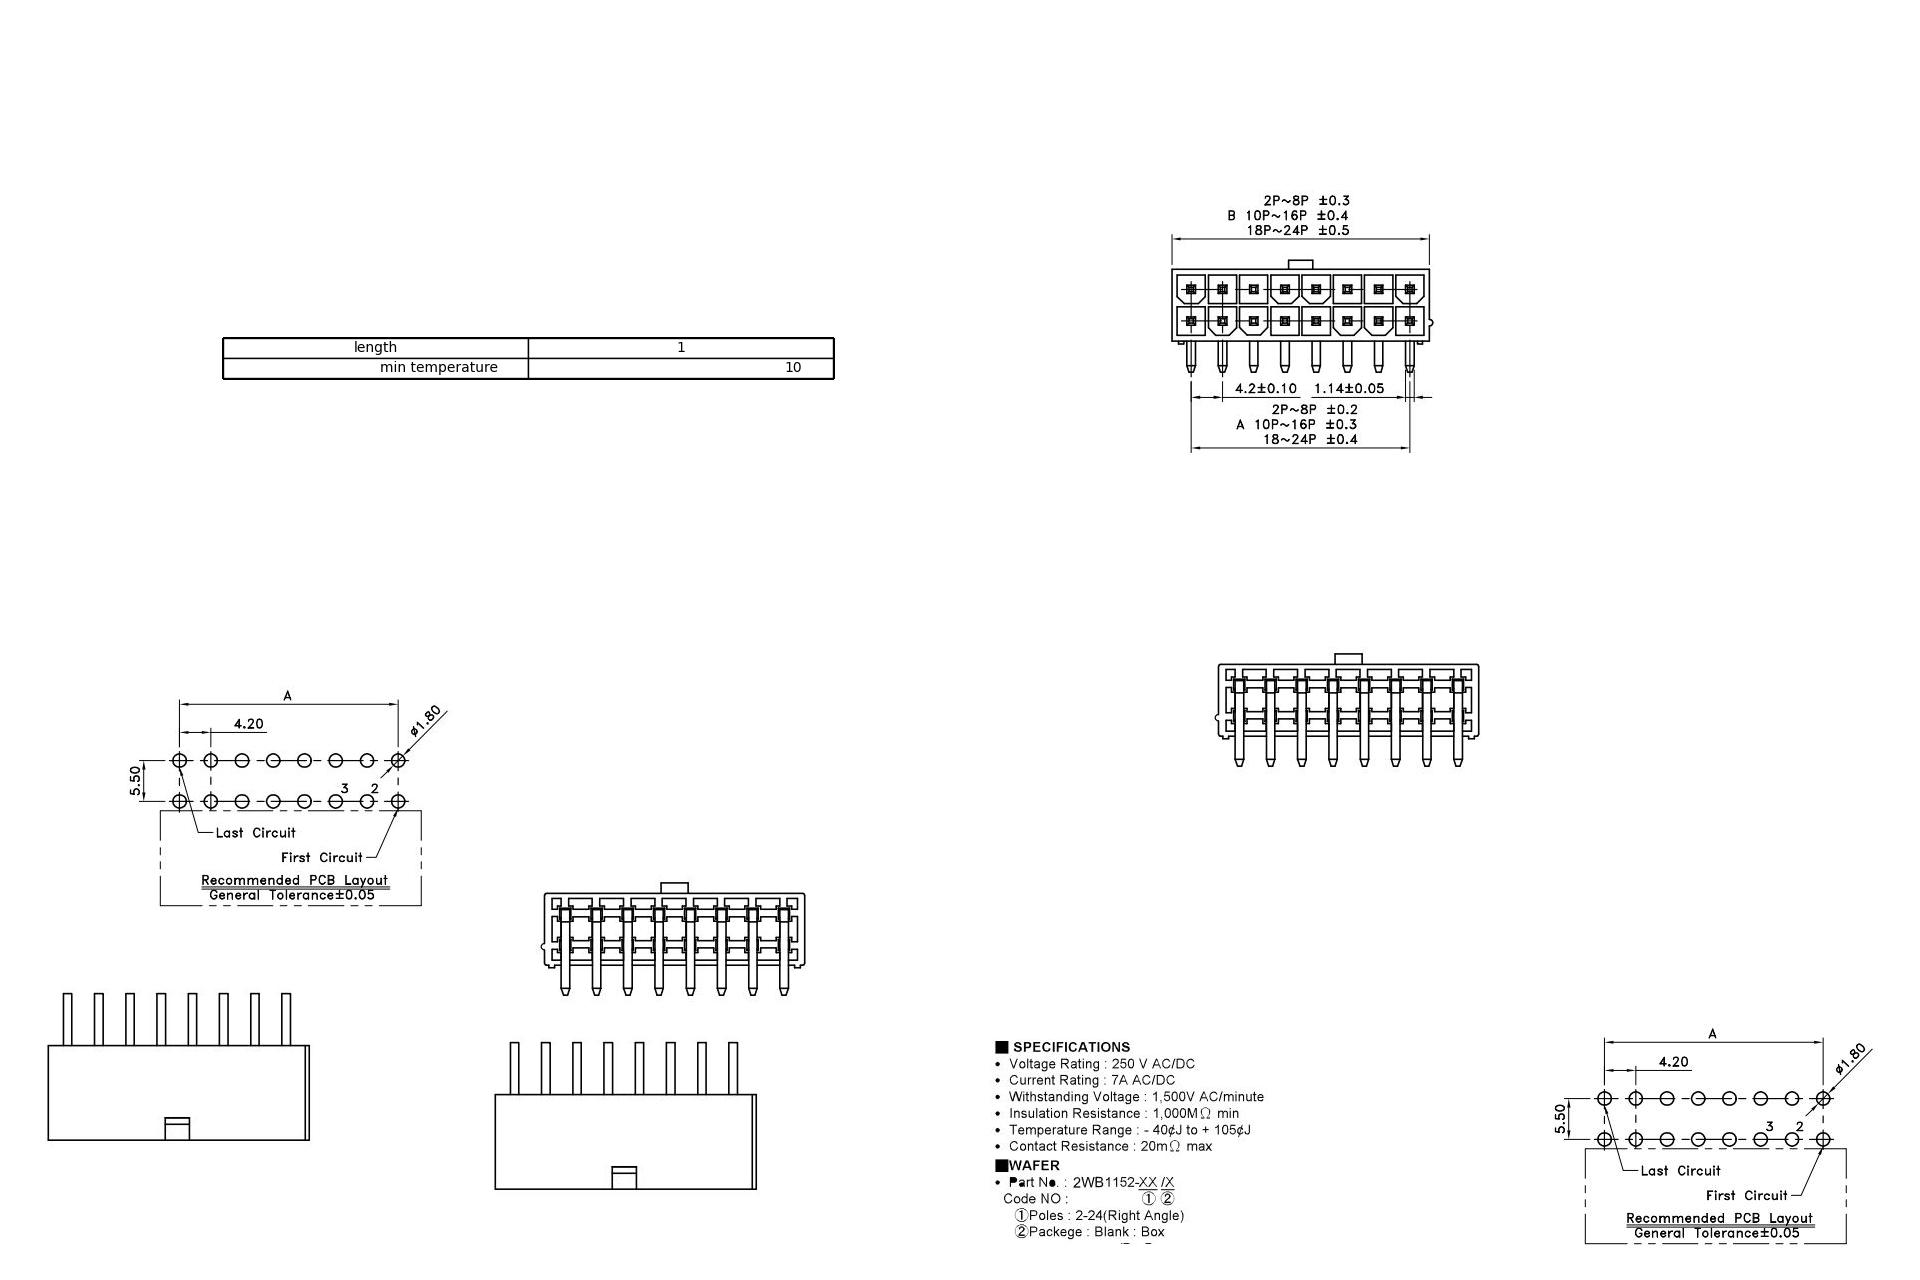 2P~8P ±0.3
B 10P~16P ±0.4
18P~24P ±0.5
length 1
min temperature 10
4.2±0.10 1.14±0.05
2P~8P ±0.2
A 10P~16P ±0.3
18~24P ±0.4
A
4.20
ø1.80
5.50
3 2
Last Circuit
First Circuit
Recommended PCB Layout
General Tolerance±0.05
■ SPECIFICATIONS
• Voltage Rating : 250 V AC/DC
• Current Rating : 7A AC/DC
• Withstanding Voltage : 1,500V AC/minute
• Insulation Resistance : 1,000MΩ min
• Temperature Range : - 40¢J to + 105¢J
• Contact Resistance : 20mΩ max
■WAFER
• Part No. : 2WB1152-XX /X
Code NO : ① ②
①Poles : 2-24(Right Angle)
②Packege : Blank : Box
A
4.20
ø1.80
5.50
3 2
Last Circuit
First Circuit
Recommended PCB Layout
General Tolerance±0.05